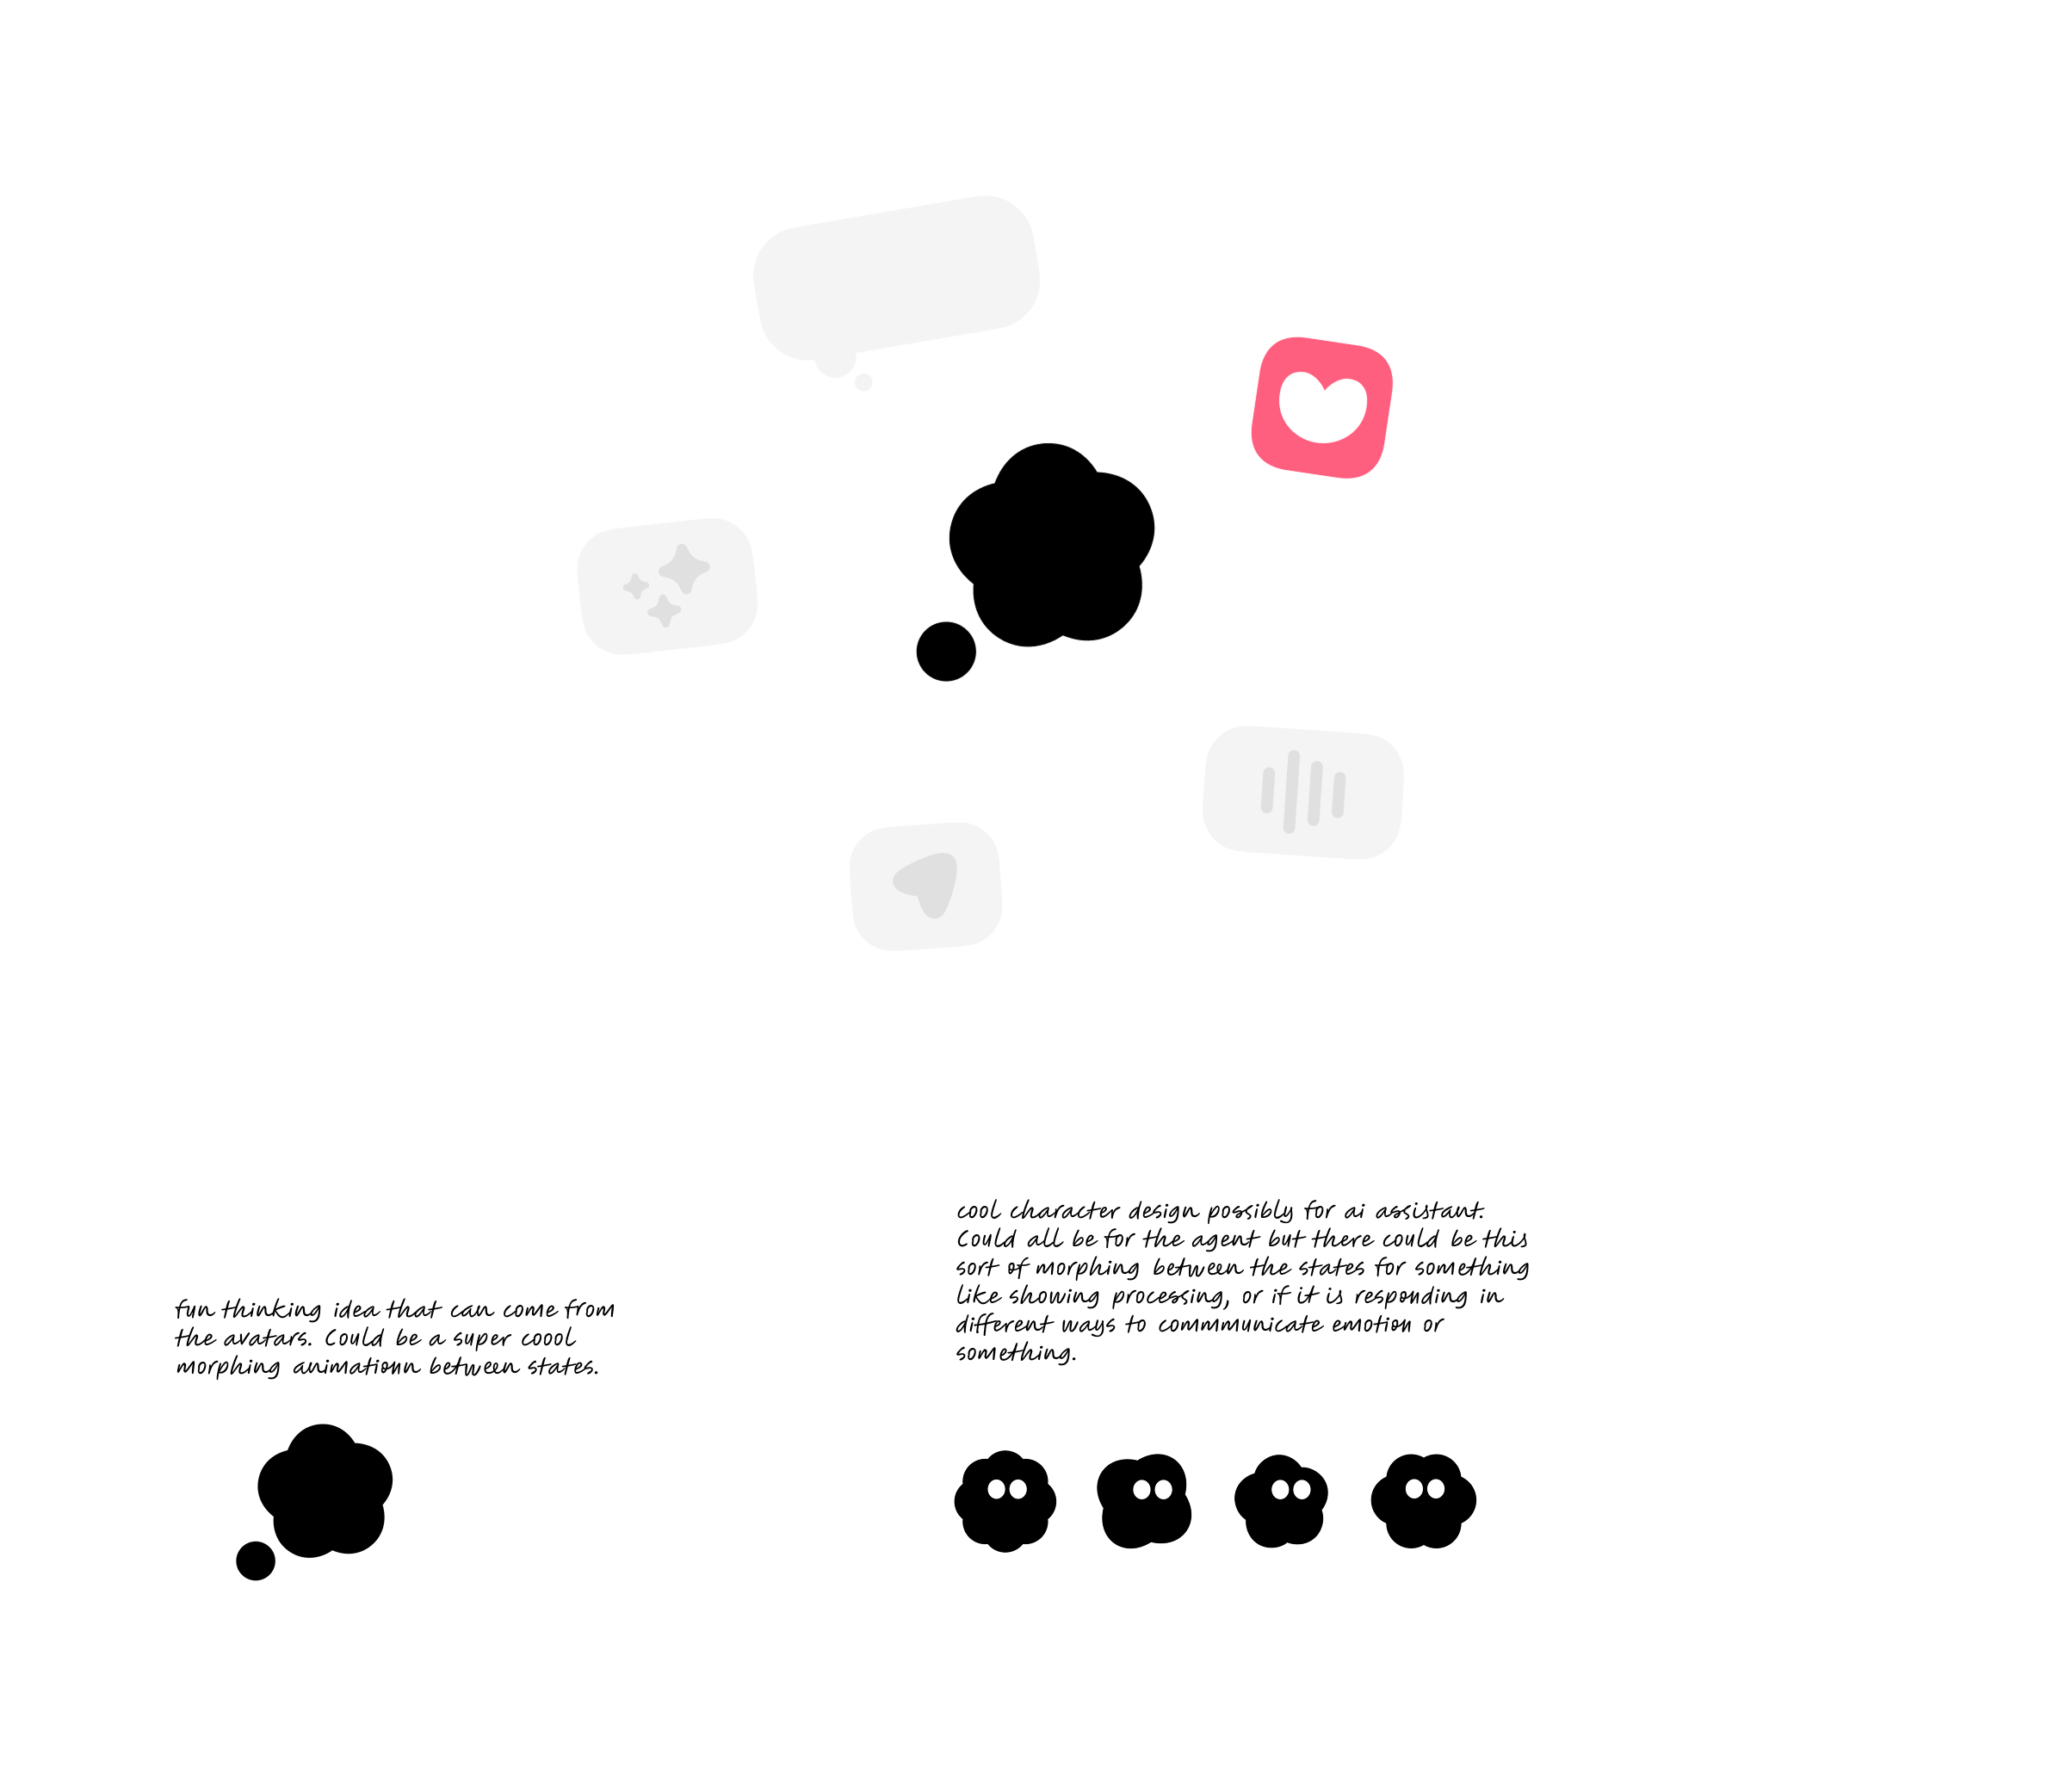 cool character design possibly for ai assistant.
Could all be for the agent but there could be this
sort of morphing between the states for something
like showing processing, or if it is responding in
different ways to commmunicate emotion or
something.
fun thinking idea that can come from
the avatars. Could be a super coool
morphing animationn between states.